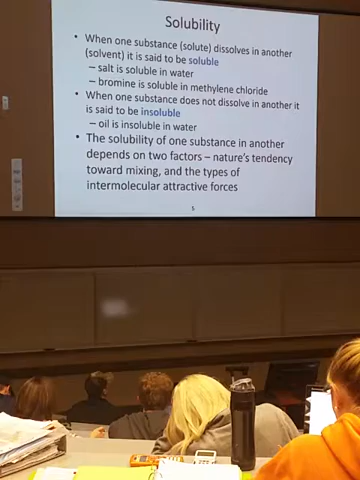 Solubility
• When one substance (solute) dissolves in another
(solvent) it is said to be soluble
– salt is soluble in water
– bromine is soluble in methylene chloride
• When one substance does not dissolve in another it
is said to be insoluble
– oil is insoluble in water
• The solubility of one substance in another
depends on two factors – nature's tendency
toward mixing, and the types of
intermolecular attractive forces
5